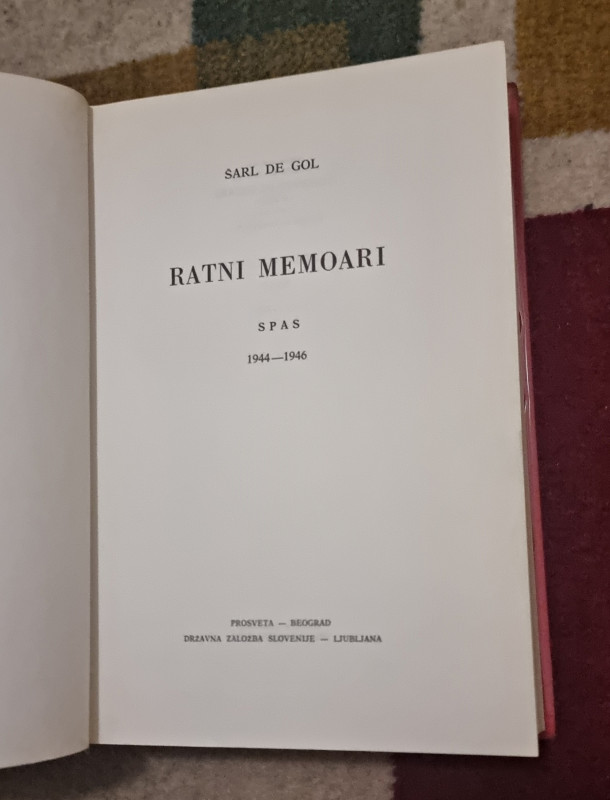 ŠARL DE GOL
RATNI MEMOARI
SPAS
1944—1946
PROSVETA — BEOGRAD
DRŽAVNA ZALOŽBA SLOVENIJE — LJUBLJANA